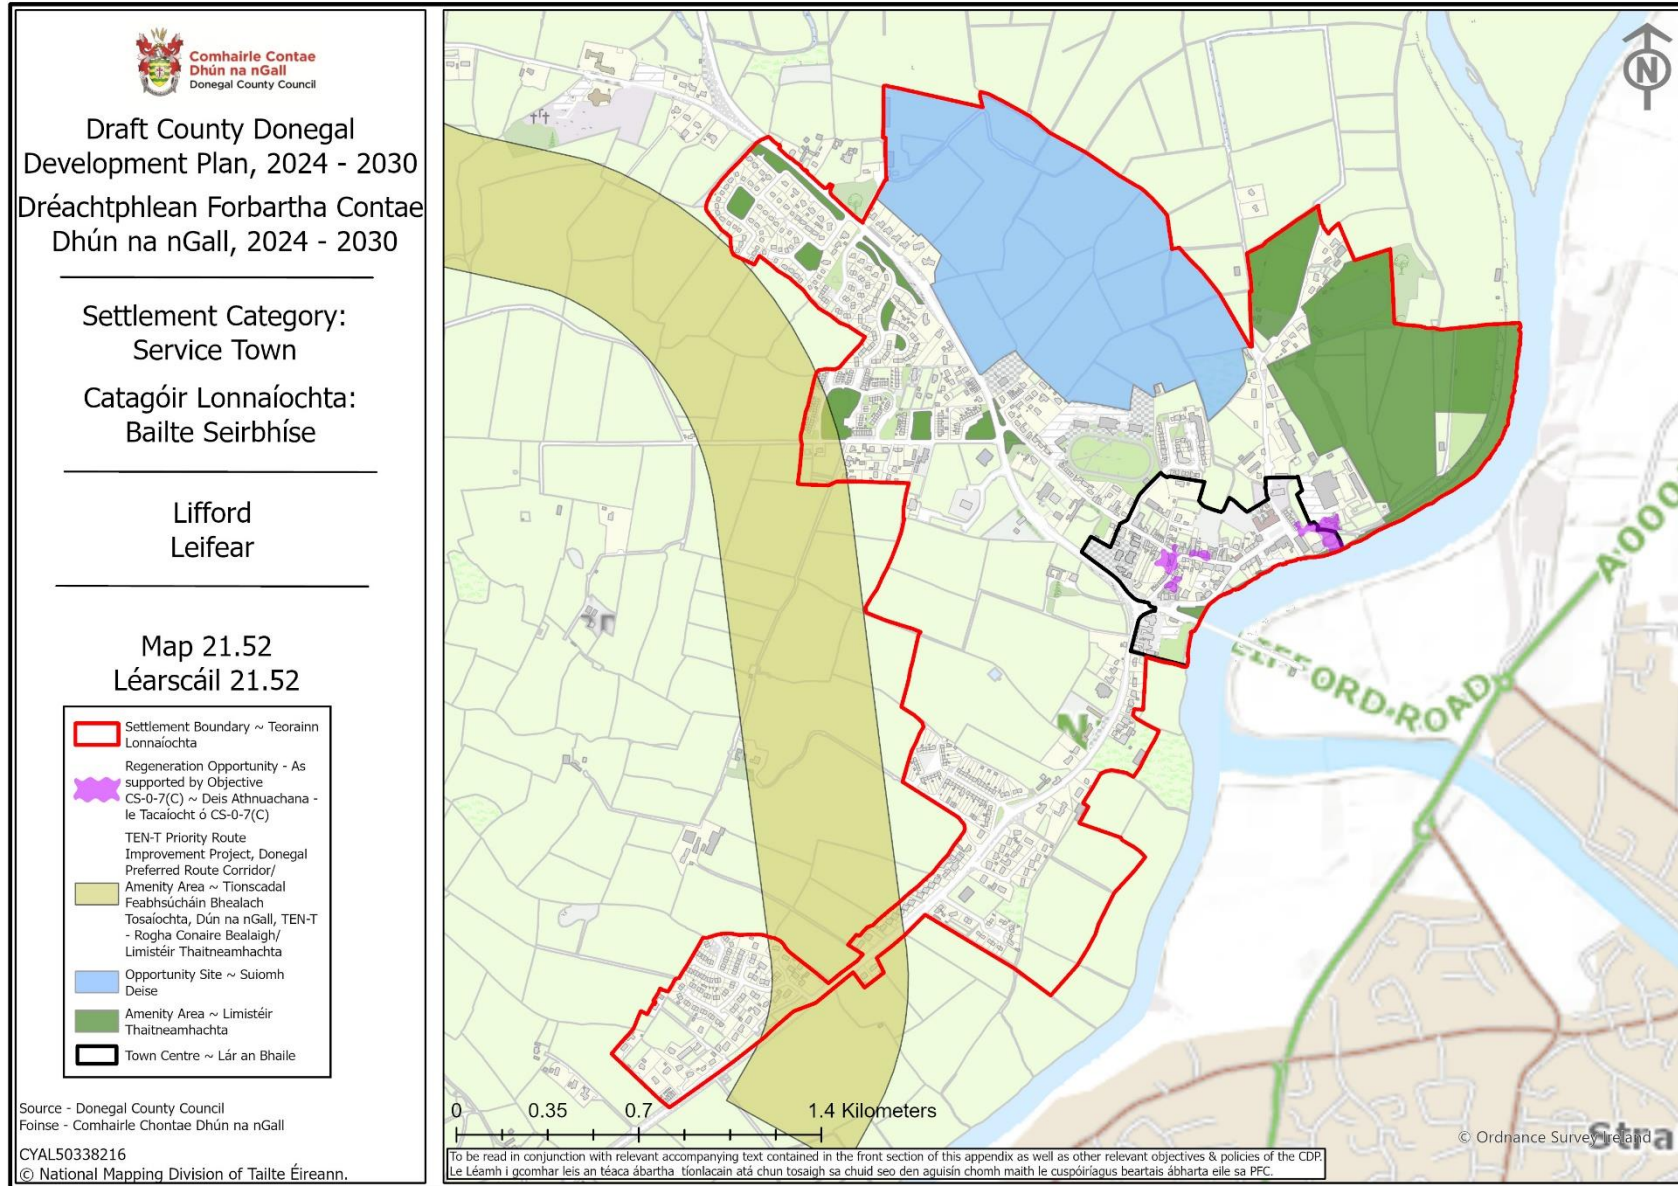 Comhairle Contae
Dhún na nGall
Donegal County Council
Draft County Donegal
Development Plan, 2024 - 2030
Dréachtphlean Forbartha Contae
Dhún na nGall, 2024 - 2030
Settlement Category:
Service Town
Catagóir Lonnaíochta:
Bailte Seirbhíse
Lifford
Leifear
Map 21.52
Léarscáil 21.52
Settlement Boundary ~ Teorainn
Lonnaíochta
Regeneration Opportunity - As
supported by Objective
CS-0-7(C) ~ Deis Athnuachana -
le Tacaíocht ó CS-0-7(C)
TEN-T Priority Route
Improvement Project, Donegal
Preferred Route Corridor/
Amenity Area ~ Tionscadal
Feabhsúcháin Bhealach
Tosaíochta, Dún na nGall, TEN-T
- Rogha Conaire Bealaigh/
Limistéir Thaitneamhachta
Opportunity Site ~ Suiomh
Deise
Amenity Area ~ Limistéir
Thaitneamhachta
Town Centre ~ Lár an Bhaile
Source - Donegal County Council
Foinse - Comhairle Chontae Dhún na nGall
CYAL50338216
© National Mapping Division of Tailte Éireann.
N
A000
LIFFORD ROAD
N
0 0.35 0.7 1.4 Kilometers
Stra
© Ordnance Survey Ireland
To be read in conjunction with relevant accompanying text contained in the front section of this appendix as well as other relevant objectives & policies of the CDP.
Le Léamh i gcomhar leis an téaca ábartha tíonlacain atá chun tosaigh sa chuid seo den aguisín chomh maith le cuspóiríagus beartais ábharta eile sa PFC.